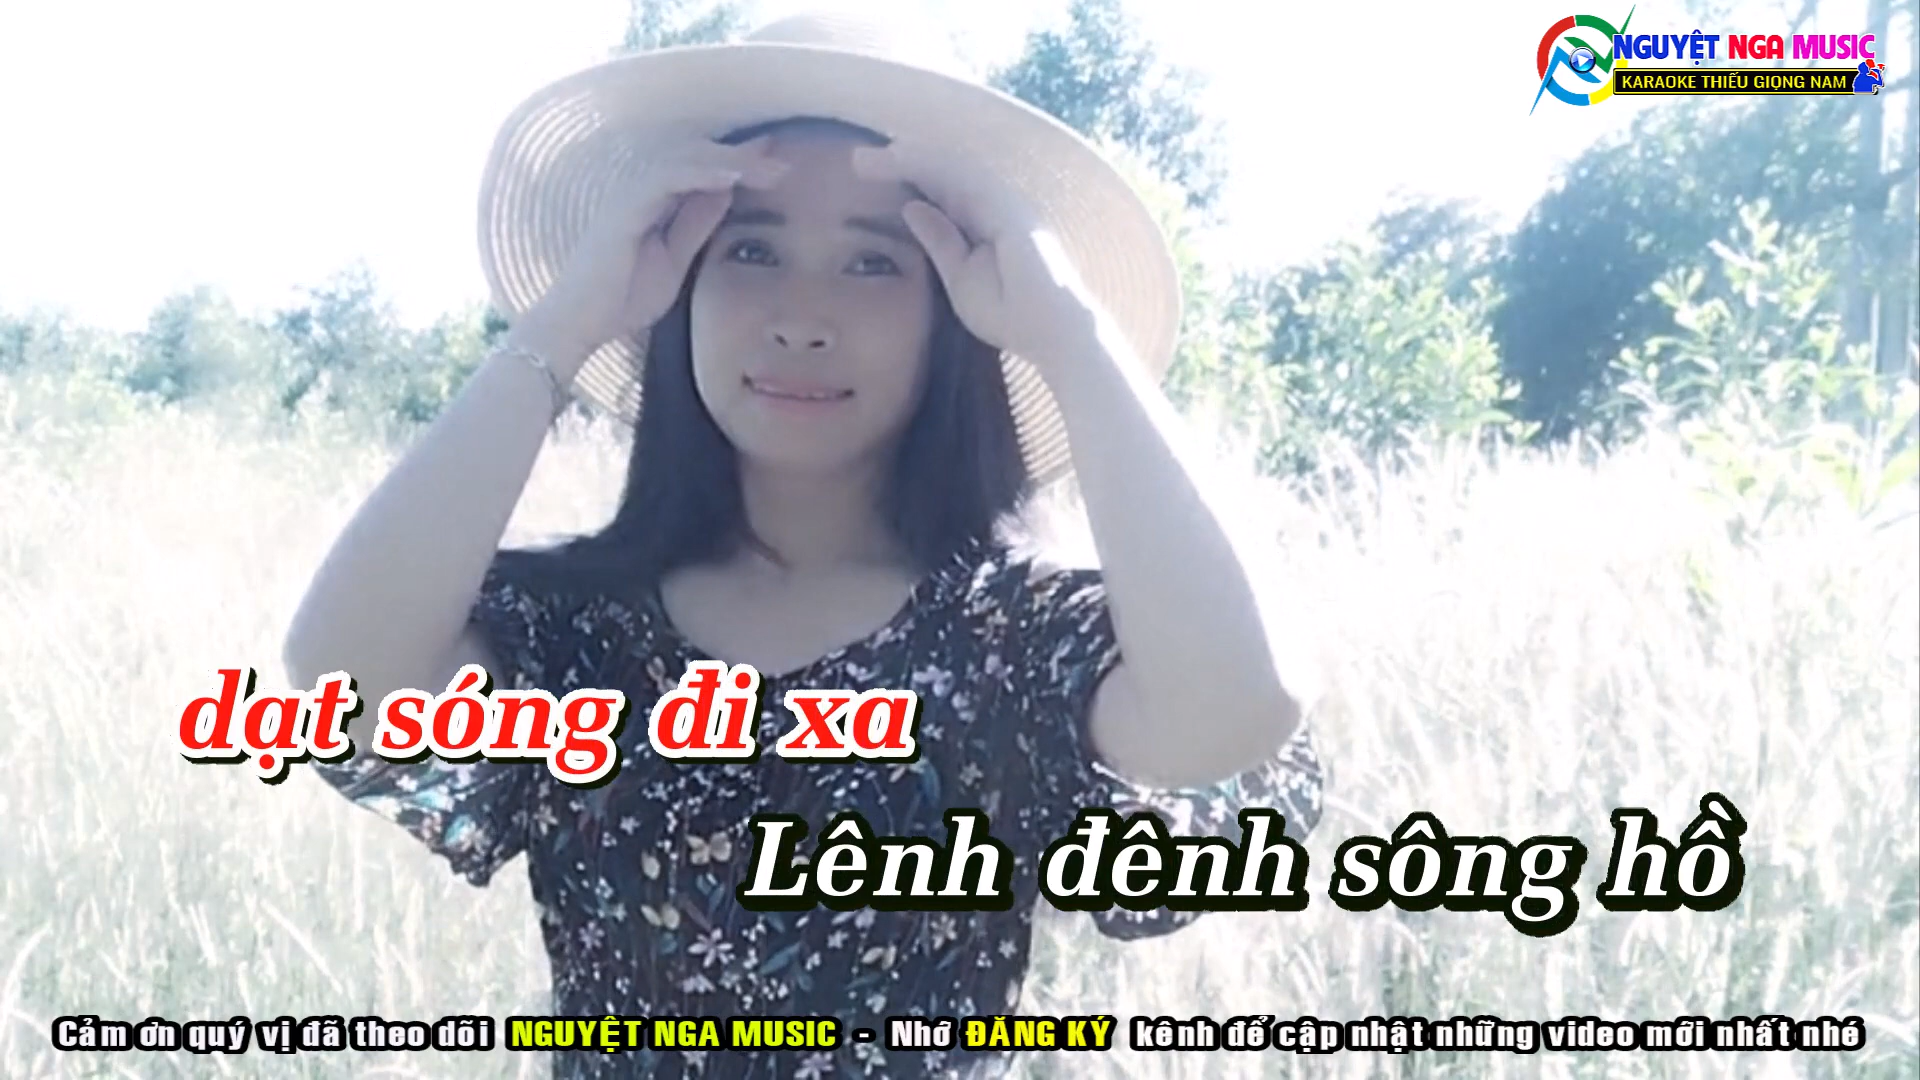 NGUYỆT NGA MUSIC
KARAOKE THIẾU GIỌNG NAM
dạt sóng đi xa
Lênh đênh sông hồ
Cảm ơn quý vị đã theo dõi NGUYỆT NGA MUSIC - Nhớ ĐĂNG KÝ kênh để cập nhật những video mới nhất nhé